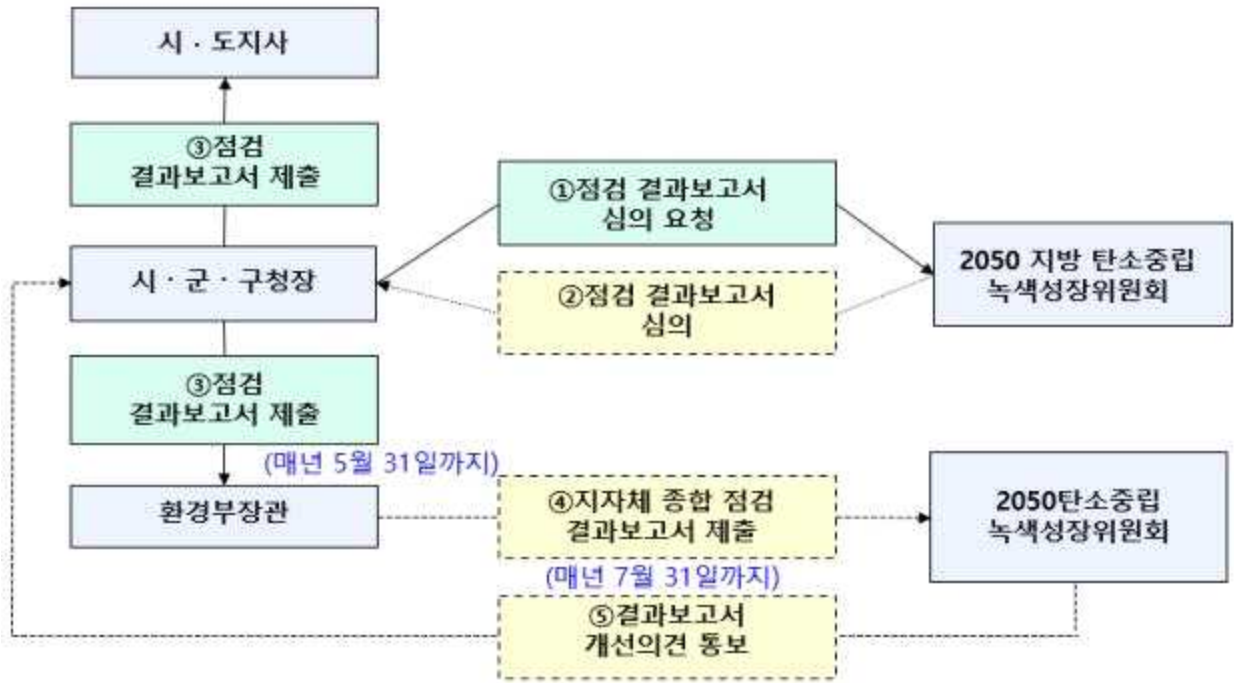 시 · 도지사
③점검
결과보고서 제출
①점검 결과보고서
심의 요청
시 · 군 · 구청장
2050 지방 탄소중립
녹색성장위원회
②점검 결과보고서
심의
③점검
결과보고서 제출
(매년 5월 31일까지)
환경부장관
④지자체 종합 점검
결과보고서 제출
2050탄소중립
녹색성장위원회
(매년 7월 31일까지)
⑤결과보고서
개선의견 통보